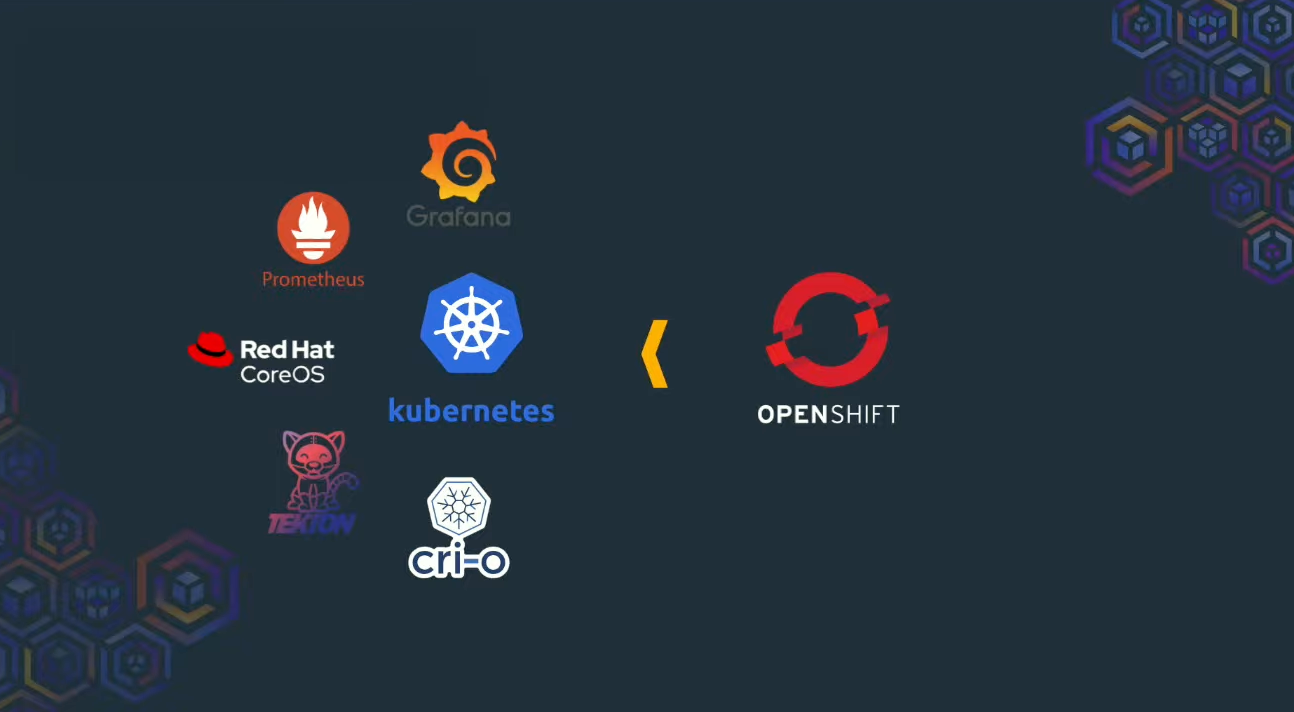 Grafana
Prometheus
Red Hat
CoreOS
kubernetes
OPENSHIFT
TEKTON
cri-o